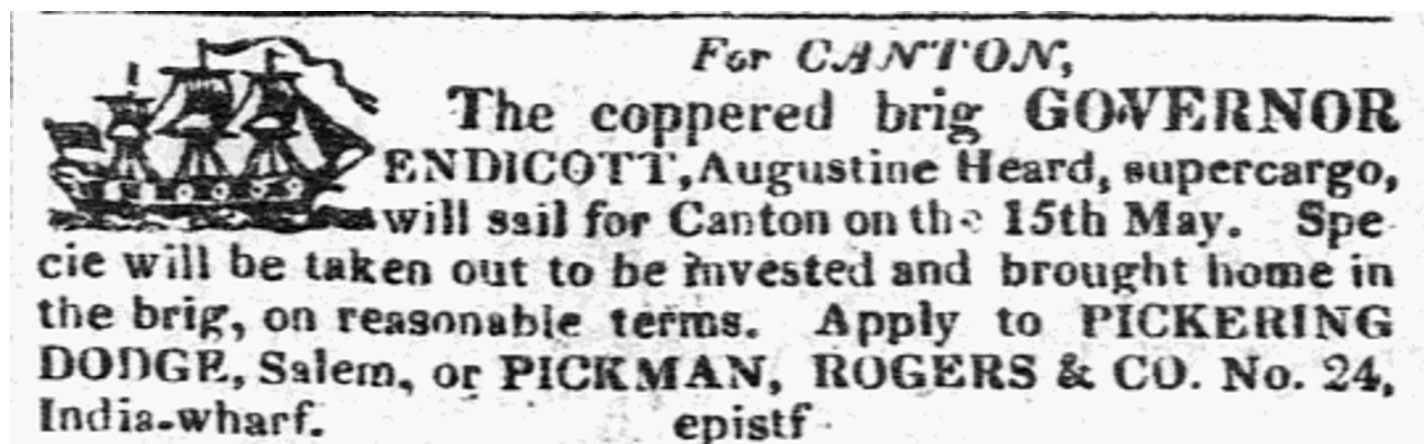 For CANTON,
The coppered brig GOVERNOR
ENDICOTT, Augustine Heard, supercargo,
will sail for Canton on the 15th May. Spe
cie will be taken out to be invested and brought home in
the brig, on reasonable terms. Apply to PICKERING
DODGE, Salem, or PICKMAN, ROGERS & CO. No. 24,
India-wharf. epistf